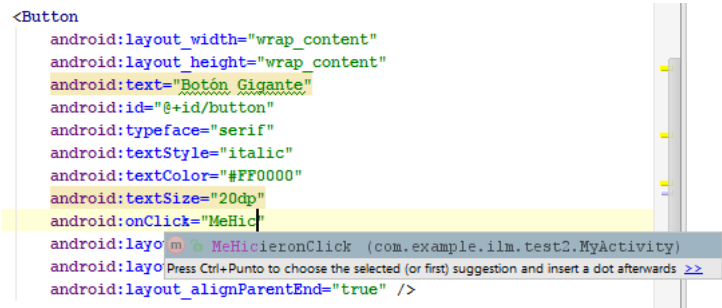 <Button
android:layout_width="wrap_content"
android:layout_height="wrap_content"
android:text="Botón Gigante"
android:id="@+id/button"
android:typeface="serif"
android:textStyle="italic"
android:textColor="#FF0000"
android:textSize="20dp"
android:onClick="MeHic"
android:layo
m MeHicieronClick (com.example.ilm.test2.MyActivity)
android:layo
Press Ctrl+Punto to choose the selected (or first) suggestion and insert a dot afterwards >>
android:layout_alignParentEnd="true" />